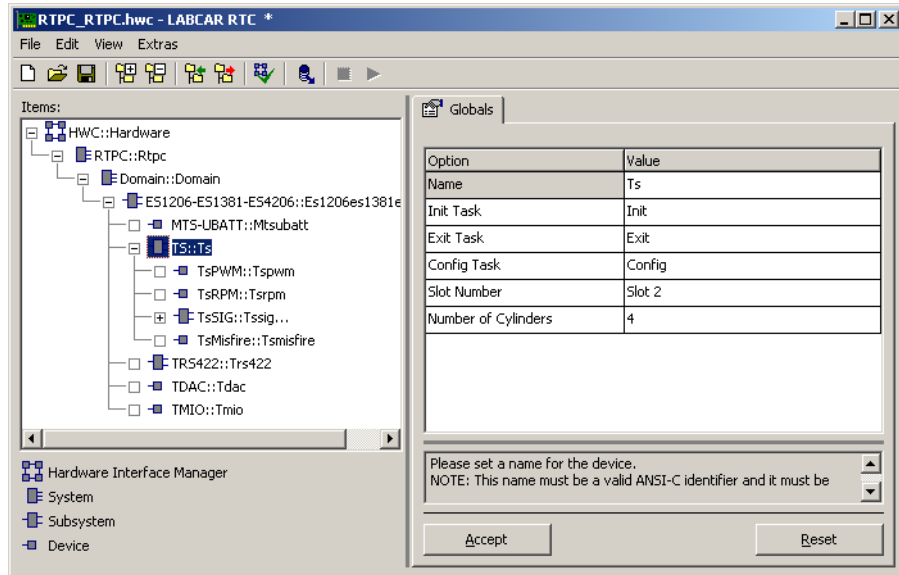 RTPC_RTPC.hwc - LABCAR RTC *
File Edit View Extras
Items:
HWC::Hardware
RTPC::Rtpc
Domain::Domain
ES1206-ES1381-ES4206::Es1206es1381e
MTS-UBATT::Mtsubatt
TS::Ts
TsPWM::Tspwm
TsRPM::Tsrpm
TsSIG::Tssig...
TsMisfire::Tsmisfire
TRS422::Trs422
TDAC::Tdac
TMIO::Tmio
Hardware Interface Manager
System
Subsystem
Device
Globals
Option Value
Name Ts
Init Task Init
Exit Task Exit
Config Task Config
Slot Number Slot 2
Number of Cylinders 4
Please set a name for the device.
NOTE: This name must be a valid ANSI-C identifier and it must be
Accept Reset